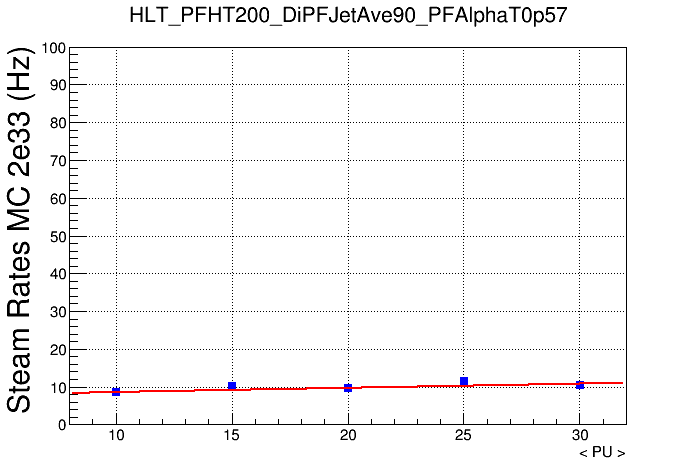 HLT_PFHT200_DiPFJetAve90_PFAlphaT0p57
Steam Rates MC 2e33 (Hz)
100
90
80
70
60
50
40
30
20
10
0
10 15 20 25 30
< PU >